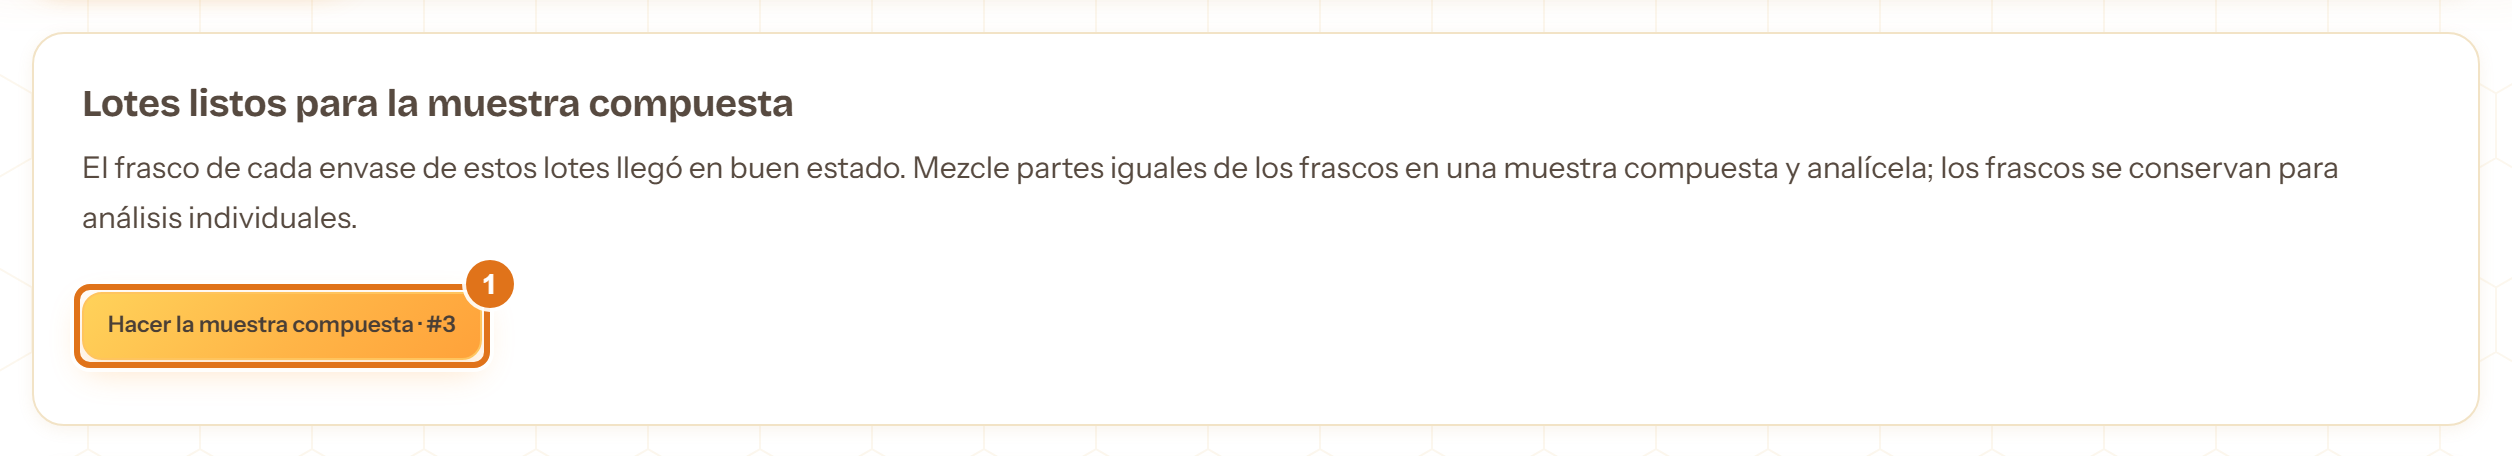 Lotes listos para la muestra compuesta
El frasco de cada envase de estos lotes llegó en buen estado. Mezcle partes iguales de los frascos en una muestra compuesta y analícela; los frascos se conservan para
análisis individuales.
1
Hacer la muestra compuesta · #3